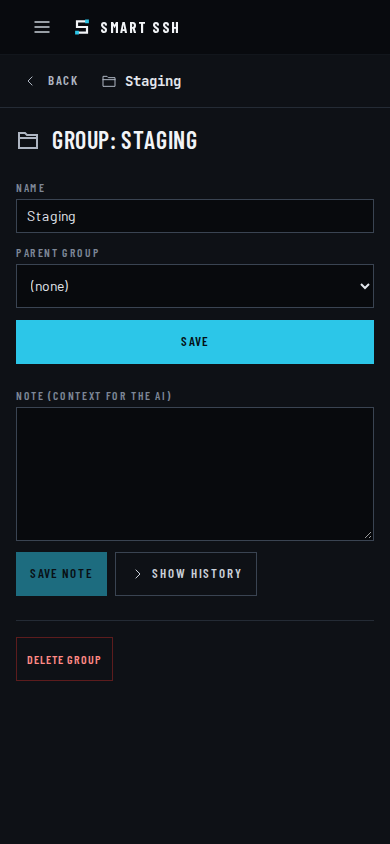 SMART SSH
BACK
Staging
GROUP: STAGING
NAME
Staging
PARENT GROUP
(none)
SAVE
NOTE (CONTEXT FOR THE AI)
SAVE NOTE
SHOW HISTORY
DELETE GROUP